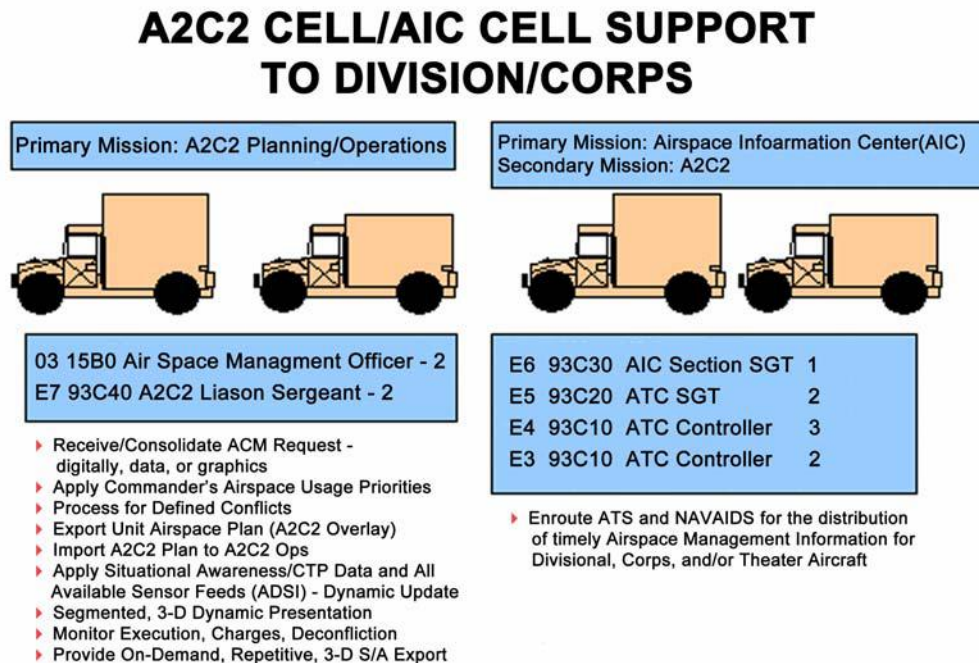 A2C2 CELL/AIC CELL SUPPORT
TO DIVISION/CORPS
Primary Mission: A2C2 Planning/Operations
03 15B0 Air Space Managment Officer - 2
E7 93C40 A2C2 Liason Sergeant - 2
Receive/Consolidate ACM Request -
digitally, data, or graphics
Apply Commander's Airspace Usage Priorities
Process for Defined Conflicts
Export Unit Airspace Plan (A2C2 Overlay)
Import A2C2 Plan to A2C2 Ops
Apply Situational Awareness/CTP Data and All
Available Sensor Feeds (ADSI) - Dynamic Update
Segmented, 3-D Dynamic Presentation
Monitor Execution, Charges, Deconfliction
Provide On-Demand, Repetitive, 3-D S/A Export
Primary Mission: Airspace Infoarmation Center(AIC)
Secondary Mission: A2C2
E6 93C30 AIC Section SGT 1
E5 93C20 ATC SGT 2
E4 93C10 ATC Controller 3
E3 93C10 ATC Controller 2
Enroute ATS and NAVAIDS for the distribution
of timely Airspace Management Information for
Divisional, Corps, and/or Theater Aircraft